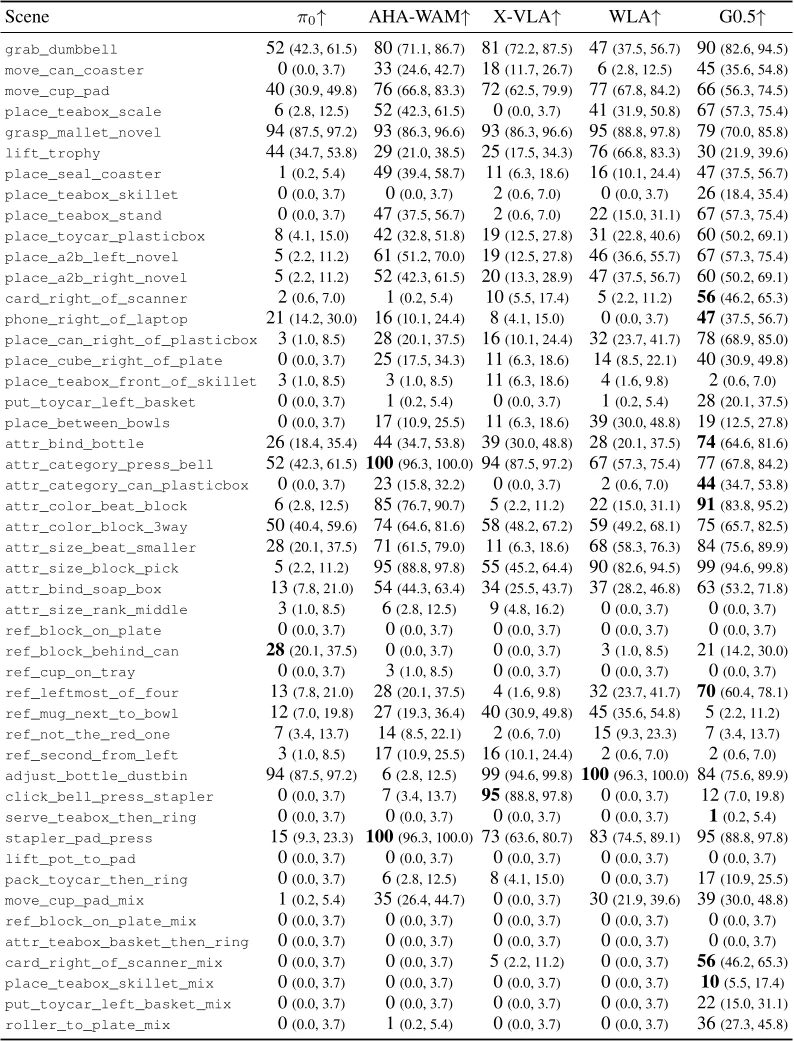 Scene π0↑ AHA-WAM↑ X-VLA↑ WLA↑ G0.5↑
grab_dumbbell 52 (42.3, 61.5) 80 (71.1, 86.7) 81 (72.2, 87.5) 47 (37.5, 56.7) 90 (82.6, 94.5)
move_can_coaster 0 (0.0, 3.7) 33 (24.6, 42.7) 18 (11.7, 26.7) 6 (2.8, 12.5) 45 (35.6, 54.8)
move_cup_pad 40 (30.9, 49.8) 76 (66.8, 83.3) 72 (62.5, 79.9) 77 (67.8, 84.2) 66 (56.3, 74.5)
place_teabox_scale 6 (2.8, 12.5) 52 (42.3, 61.5) 0 (0.0, 3.7) 41 (31.9, 50.8) 67 (57.3, 75.4)
grasp_mallet_novel 94 (87.5, 97.2) 93 (86.3, 96.6) 93 (86.3, 96.6) 95 (88.8, 97.8) 79 (70.0, 85.8)
lift_trophy 44 (34.7, 53.8) 29 (21.0, 38.5) 25 (17.5, 34.3) 76 (66.8, 83.3) 30 (21.9, 39.6)
place_seal_coaster 1 (0.2, 5.4) 49 (39.4, 58.7) 11 (6.3, 18.6) 16 (10.1, 24.4) 47 (37.5, 56.7)
place_teabox_skillet 0 (0.0, 3.7) 0 (0.0, 3.7) 2 (0.6, 7.0) 0 (0.0, 3.7) 26 (18.4, 35.4)
place_teabox_stand 0 (0.0, 3.7) 47 (37.5, 56.7) 2 (0.6, 7.0) 22 (15.0, 31.1) 67 (57.3, 75.4)
place_toycar_plasticbox 8 (4.1, 15.0) 42 (32.8, 51.8) 19 (12.5, 27.8) 31 (22.8, 40.6) 60 (50.2, 69.1)
place_a2b_left_novel 5 (2.2, 11.2) 61 (51.2, 70.0) 19 (12.5, 27.8) 46 (36.6, 55.7) 67 (57.3, 75.4)
place_a2b_right_novel 5 (2.2, 11.2) 52 (42.3, 61.5) 20 (13.3, 28.9) 47 (37.5, 56.7) 60 (50.2, 69.1)
card_right_of_scanner 2 (0.6, 7.0) 1 (0.2, 5.4) 10 (5.5, 17.4) 5 (2.2, 11.2) 56 (46.2, 65.3)
phone_right_of_laptop 21 (14.2, 30.0) 16 (10.1, 24.4) 8 (4.1, 15.0) 0 (0.0, 3.7) 47 (37.5, 56.7)
place_can_right_of_plasticbox 3 (1.0, 8.5) 28 (20.1, 37.5) 16 (10.1, 24.4) 32 (23.7, 41.7) 78 (68.9, 85.0)
place_cube_right_of_plate 0 (0.0, 3.7) 25 (17.5, 34.3) 11 (6.3, 18.6) 14 (8.5, 22.1) 40 (30.9, 49.8)
place_teabox_front_of_skillet 3 (1.0, 8.5) 3 (1.0, 8.5) 11 (6.3, 18.6) 4 (1.6, 9.8) 2 (0.6, 7.0)
put_toycar_left_basket 0 (0.0, 3.7) 1 (0.2, 5.4) 0 (0.0, 3.7) 1 (0.2, 5.4) 28 (20.1, 37.5)
place_between_bowls 0 (0.0, 3.7) 17 (10.9, 25.5) 11 (6.3, 18.6) 39 (30.0, 48.8) 19 (12.5, 27.8)
attr_bind_bottle 26 (18.4, 35.4) 44 (34.7, 53.8) 39 (30.0, 48.8) 28 (20.1, 37.5) 74 (64.6, 81.6)
attr_category_press_bell 52 (42.3, 61.5) 100 (96.3, 100.0) 94 (87.5, 97.2) 67 (57.3, 75.4) 77 (67.8, 84.2)
attr_category_can_plasticbox 0 (0.0, 3.7) 23 (15.8, 32.2) 0 (0.0, 3.7) 2 (0.6, 7.0) 44 (34.7, 53.8)
attr_color_beat_block 6 (2.8, 12.5) 85 (76.7, 90.7) 5 (2.2, 11.2) 22 (15.0, 31.1) 91 (83.8, 95.2)
attr_color_block_3way 50 (40.4, 59.6) 74 (64.6, 81.6) 58 (48.2, 67.2) 59 (49.2, 68.1) 75 (65.7, 82.5)
attr_size_beat_smaller 28 (20.1, 37.5) 71 (61.5, 79.0) 11 (6.3, 18.6) 68 (58.3, 76.3) 84 (75.6, 89.9)
attr_size_block_pick 5 (2.2, 11.2) 95 (88.8, 97.8) 55 (45.2, 64.4) 90 (82.6, 94.5) 99 (94.6, 99.8)
attr_bind_soap_box 13 (7.8, 21.0) 54 (44.3, 63.4) 34 (25.5, 43.7) 37 (28.2, 46.8) 63 (53.2, 71.8)
attr_size_rank_middle 3 (1.0, 8.5) 6 (2.8, 12.5) 9 (4.8, 16.2) 0 (0.0, 3.7) 0 (0.0, 3.7)
ref_block_on_plate 0 (0.0, 3.7) 0 (0.0, 3.7) 0 (0.0, 3.7) 0 (0.0, 3.7) 0 (0.0, 3.7)
ref_block_behind_can 28 (20.1, 37.5) 0 (0.0, 3.7) 0 (0.0, 3.7) 3 (1.0, 8.5) 21 (14.2, 30.0)
ref_cup_on_tray 0 (0.0, 3.7) 3 (1.0, 8.5) 0 (0.0, 3.7) 0 (0.0, 3.7) 0 (0.0, 3.7)
ref_leftmost_of_four 13 (7.8, 21.0) 28 (20.1, 37.5) 4 (1.6, 9.8) 32 (23.7, 41.7) 70 (60.4, 78.1)
ref_mug_next_to_bowl 12 (7.0, 19.8) 27 (19.3, 36.4) 40 (30.9, 49.8) 45 (35.6, 54.8) 5 (2.2, 11.2)
ref_not_the_red_one 7 (3.4, 13.7) 14 (8.5, 22.1) 2 (0.6, 7.0) 15 (9.3, 23.3) 7 (3.4, 13.7)
ref_second_from_left 3 (1.0, 8.5) 17 (10.9, 25.5) 16 (10.1, 24.4) 2 (0.6, 7.0) 2 (0.6, 7.0)
adjust_bottle_dustbin 94 (87.5, 97.2) 6 (2.8, 12.5) 99 (94.6, 99.8) 100 (96.3, 100.0) 84 (75.6, 89.9)
click_bell_press_stapler 0 (0.0, 3.7) 7 (3.4, 13.7) 95 (88.8, 97.8) 0 (0.0, 3.7) 12 (7.0, 19.8)
serve_teabox_then_ring 0 (0.0, 3.7) 0 (0.0, 3.7) 0 (0.0, 3.7) 0 (0.0, 3.7) 1 (0.2, 5.4)
stapler_pad_press 15 (9.3, 23.3) 100 (96.3, 100.0) 73 (63.6, 80.7) 83 (74.5, 89.1) 95 (88.8, 97.8)
lift_pot_to_pad 0 (0.0, 3.7) 0 (0.0, 3.7) 0 (0.0, 3.7) 0 (0.0, 3.7) 0 (0.0, 3.7)
pack_toycar_then_ring 0 (0.0, 3.7) 6 (2.8, 12.5) 8 (4.1, 15.0) 0 (0.0, 3.7) 17 (10.9, 25.5)
move_cup_pad_mix 1 (0.2, 5.4) 35 (26.4, 44.7) 0 (0.0, 3.7) 30 (21.9, 39.6) 39 (30.0, 48.8)
ref_block_on_plate_mix 0 (0.0, 3.7) 0 (0.0, 3.7) 0 (0.0, 3.7) 0 (0.0, 3.7) 0 (0.0, 3.7)
attr_teabox_basket_then_ring 0 (0.0, 3.7) 0 (0.0, 3.7) 0 (0.0, 3.7) 0 (0.0, 3.7) 0 (0.0, 3.7)
card_right_of_scanner_mix 0 (0.0, 3.7) 0 (0.0, 3.7) 5 (2.2, 11.2) 0 (0.0, 3.7) 56 (46.2, 65.3)
place_teabox_skillet_mix 0 (0.0, 3.7) 0 (0.0, 3.7) 0 (0.0, 3.7) 0 (0.0, 3.7) 10 (5.5, 17.4)
put_toycar_left_basket_mix 0 (0.0, 3.7) 0 (0.0, 3.7) 0 (0.0, 3.7) 0 (0.0, 3.7) 22 (15.0, 31.1)
roller_to_plate_mix 0 (0.0, 3.7) 1 (0.2, 5.4) 0 (0.0, 3.7) 0 (0.0, 3.7) 36 (27.3, 45.8)